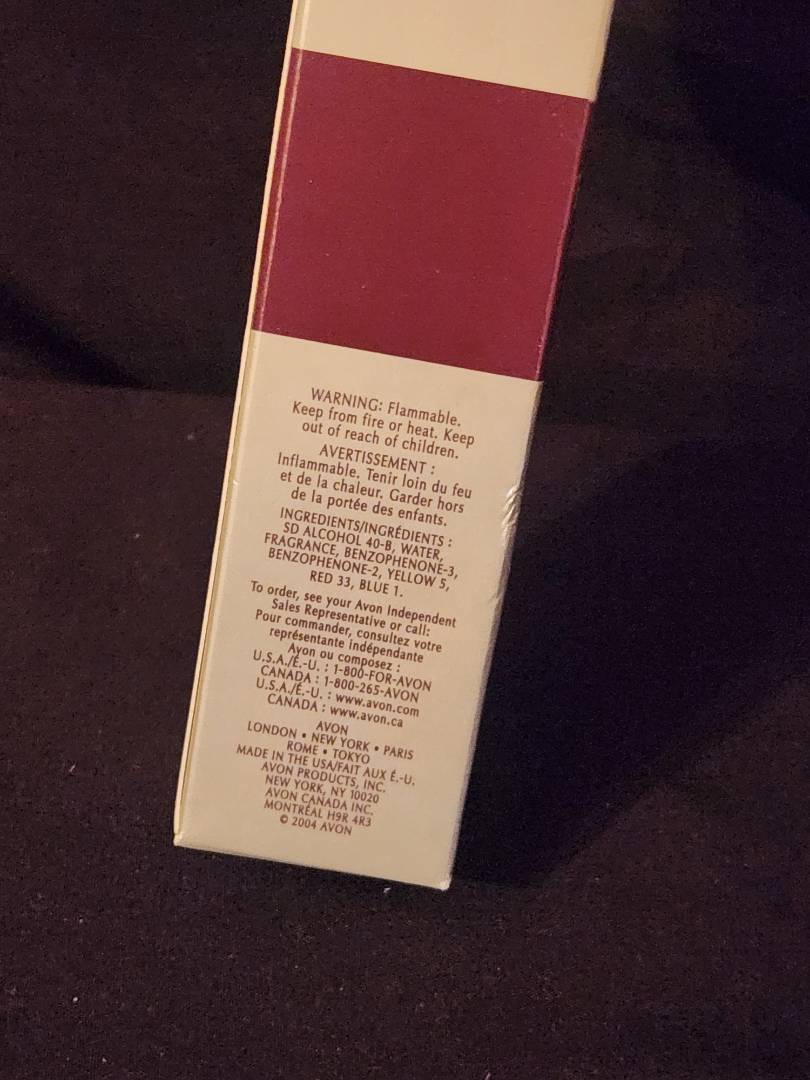 WARNING: Flammable.
Keep from fire or heat. Keep
out of reach of children.
AVERTISSEMENT :
Inflammable. Tenir loin du feu
et de la chaleur. Garder hors
de la portée des enfants.
INGREDIENTS/INGRÉDIENTS :
SD ALCOHOL 40-B, WATER,
FRAGRANCE, BENZOPHENONE-3,
BENZOPHENONE-2, YELLOW 5,
RED 33, BLUE 1.
To order, see your Avon Independent
Sales Representative or call:
Pour commander, consultez votre
représentante indépendante
Avon ou composez :
U.S.A./É.-U. : 1-800-FOR-AVON
CANADA : 1-800-265-AVON
U.S.A./É.-U. : www.avon.com
CANADA : www.avon.ca
AVON
LONDON • NEW YORK • PARIS
ROME • TOKYO
MADE IN THE USA/FAIT AUX É.-U.
AVON PRODUCTS, INC.
NEW YORK, NY 10020
AVON CANADA INC.
MONTRÉAL H9R 4R3
© 2004 AVON